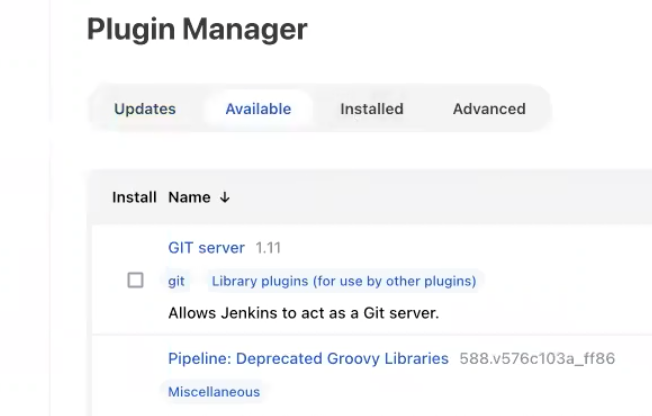 Plugin Manager
Updates Available Installed Advanced
Install Name ↓
GIT server 1.11
git Library plugins (for use by other plugins)
Allows Jenkins to act as a Git server.
Pipeline: Deprecated Groovy Libraries 588.v576c103a_ff86
Miscellaneous